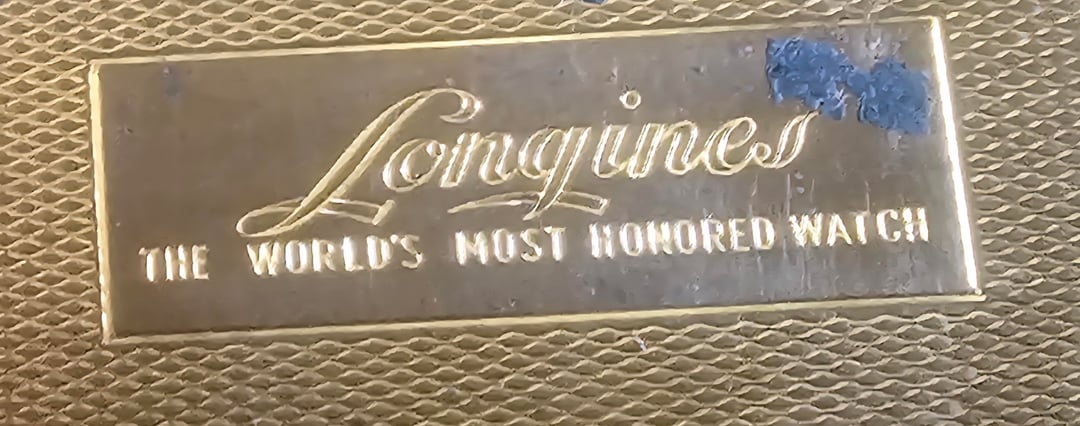 Longines
THE WORLD'S MOST HONORED WATCH